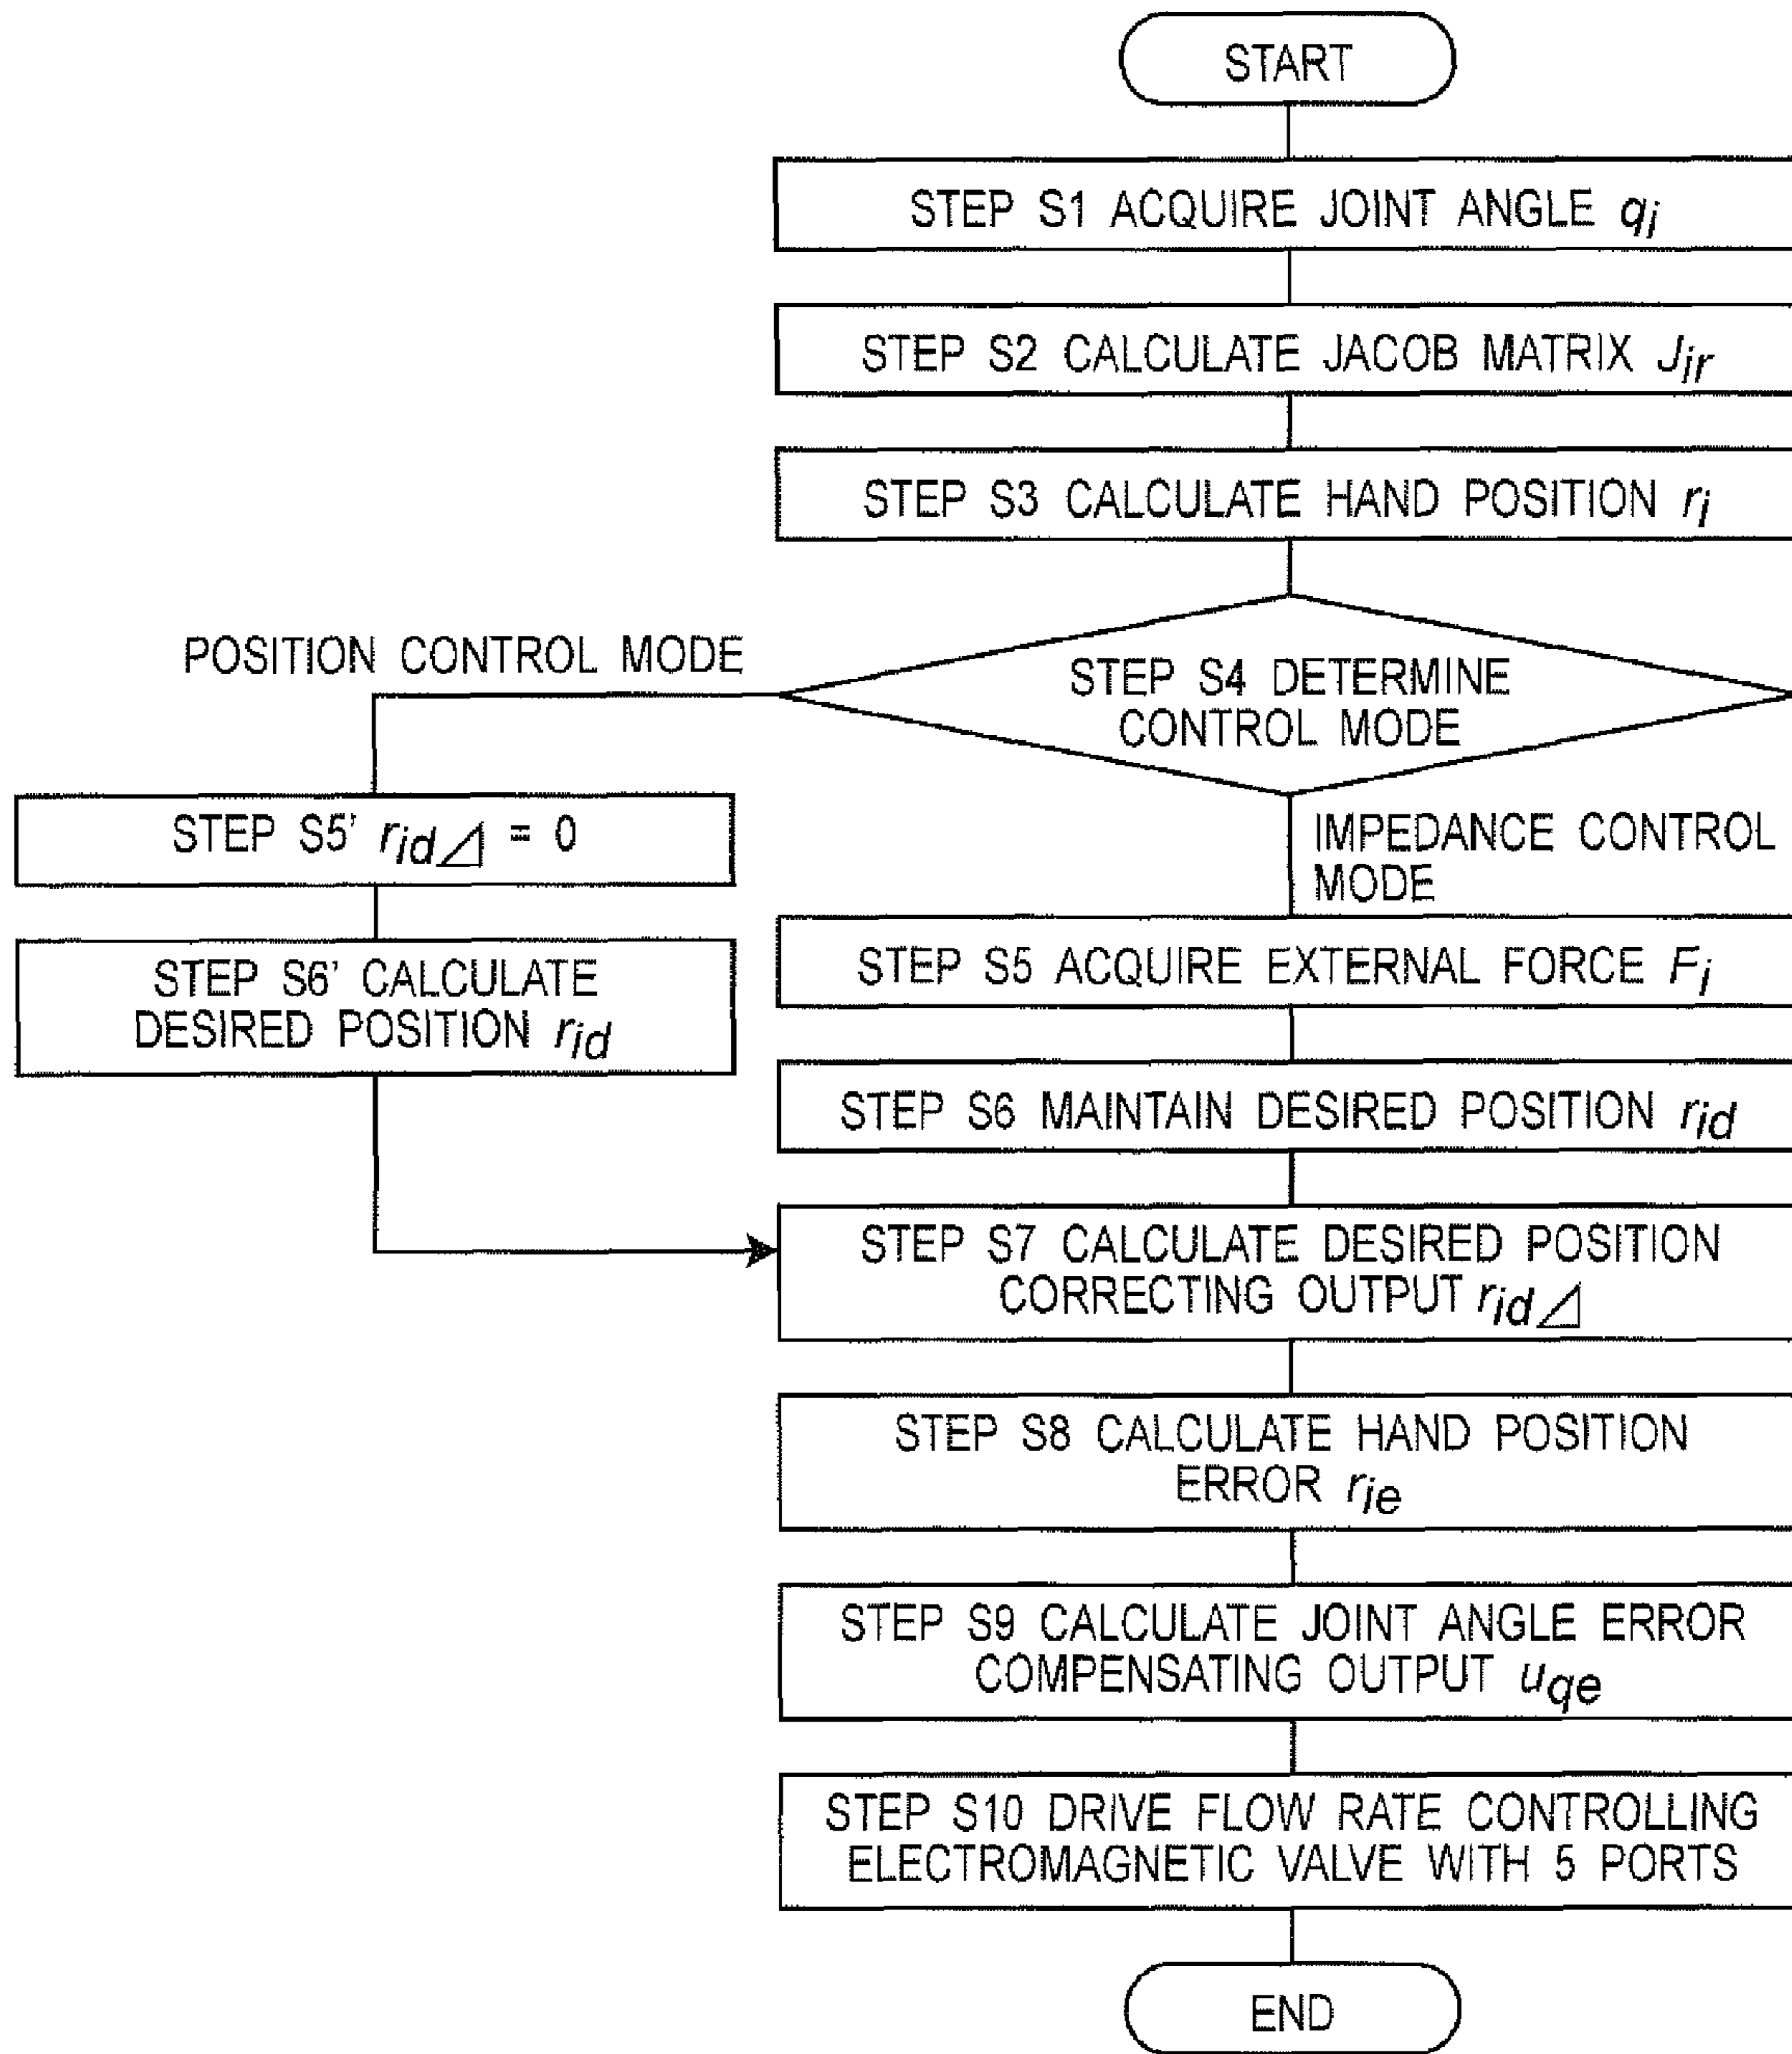 START
STEP S1 ACQUIRE JOINT ANGLE qi
STEP S2 CALCULATE JACOB MATRIX Jir
STEP S3 CALCULATE HAND POSITION ri
STEP S4 DETERMINE
CONTROL MODE
POSITION CONTROL MODE
STEP S5' rid⊿ = 0
STEP S6' CALCULATE
DESIRED POSITION rid
IMPEDANCE CONTROL
MODE
STEP S5 ACQUIRE EXTERNAL FORCE Fi
STEP S6 MAINTAIN DESIRED POSITION rid
STEP S7 CALCULATE DESIRED POSITION
CORRECTING OUTPUT rid⊿
STEP S8 CALCULATE HAND POSITION
ERROR rie
STEP S9 CALCULATE JOINT ANGLE ERROR
COMPENSATING OUTPUT uqe
STEP S10 DRIVE FLOW RATE CONTROLLING
ELECTROMAGNETIC VALVE WITH 5 PORTS
END